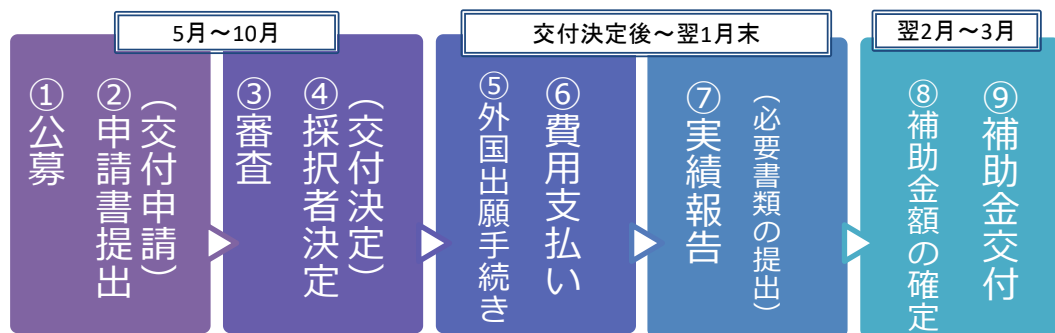 5月～10月
①公募
②申請書提出
（交付申請）
③審査
④採択者決定
（交付決定）
交付決定後～翌1月末
⑤外国出願手続き
⑥費用支払い
⑦実績報告
（必要書類の提出）
翌2月～3月
⑧補助金額の確定
⑨補助金交付